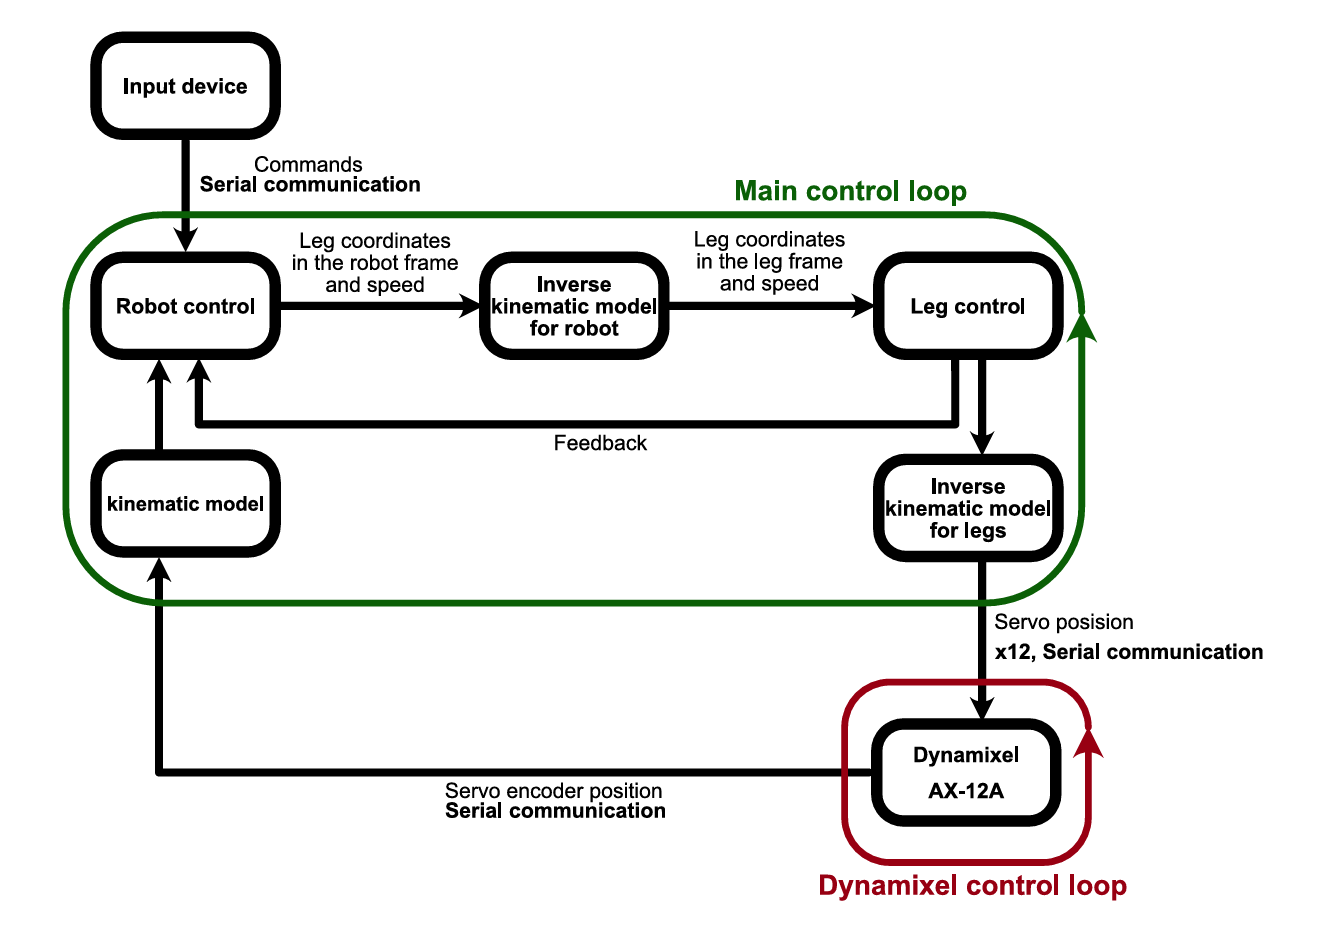 Input device
Commands
Serial communication
Main control loop
Leg coordinates
in the robot frame
and speed
Leg coordinates
in the leg frame
and speed
Robot control
Inverse
kinematic model
for robot
Leg control
Feedback
kinematic model
Inverse
kinematic model
for legs
Servo posision
x12, Serial communication
Dynamixel
AX-12A
Servo encoder position
Serial communication
Dynamixel control loop